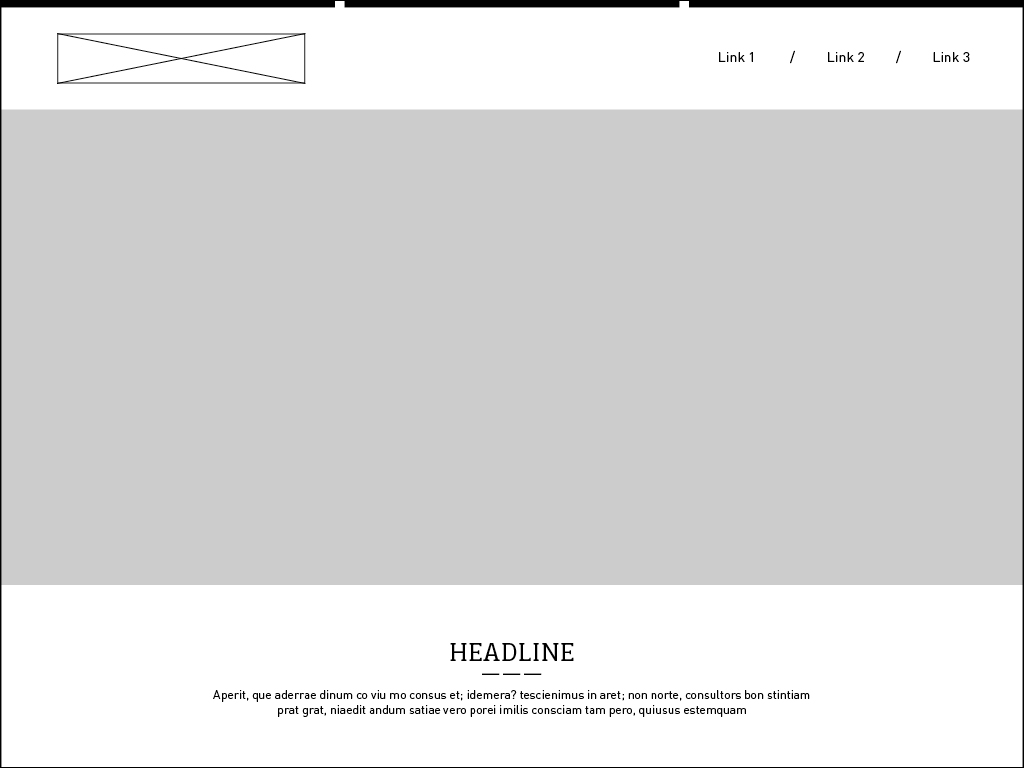 Link 1 / Link 2 / Link 3
HEADLINE
Aperit, que aderrae dinum co viu mo consus et; idemera? tescienimus in aret; non norte, consultors bon stintiam
prat grat, niaedit andum satiae vero porei imilis consciam tam pero, quiusus estemquam